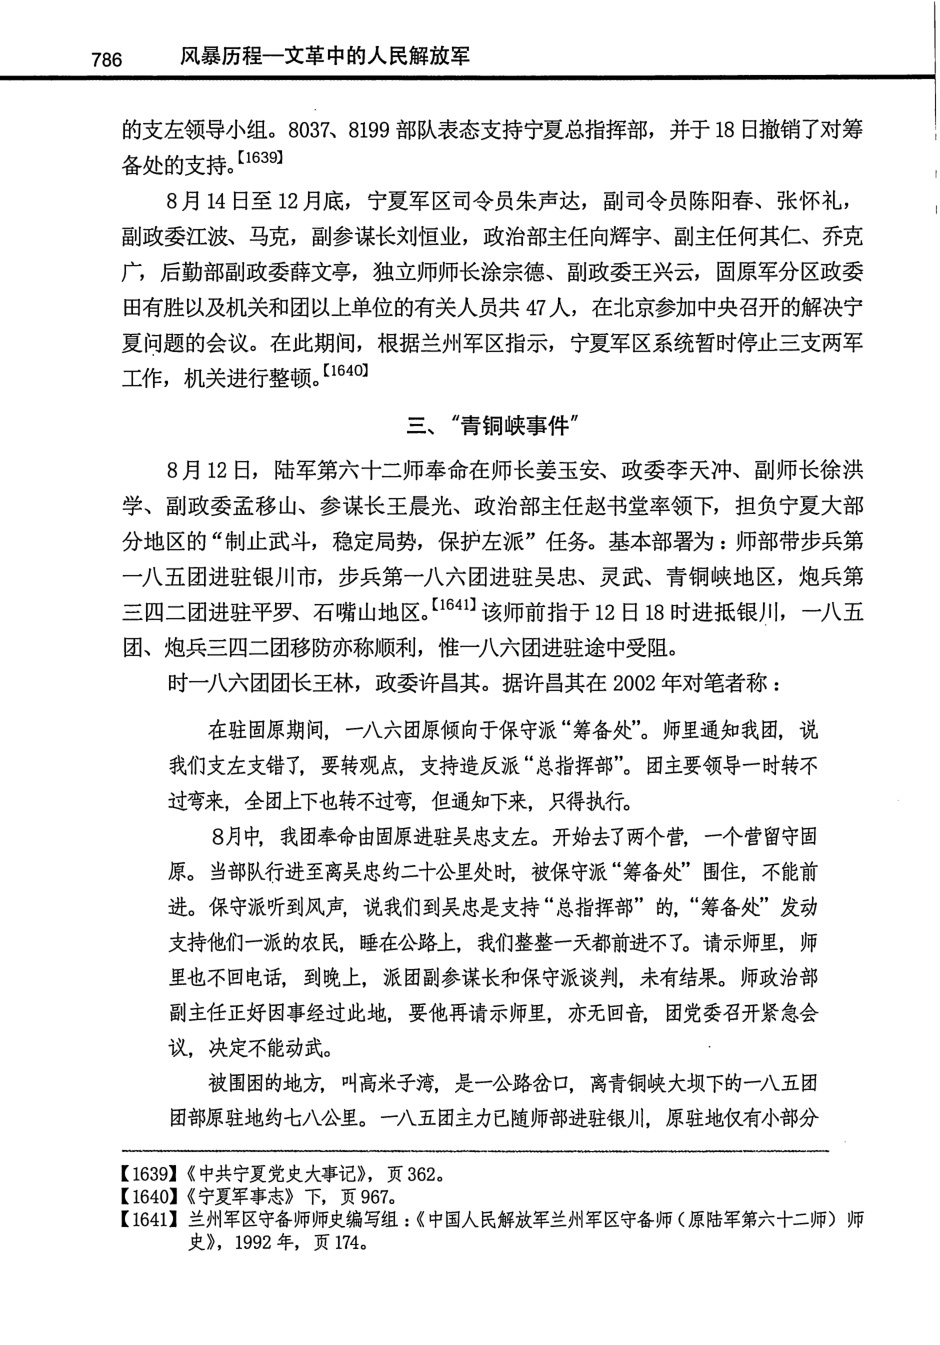 786 风暴历程—文革中的人民解放军
的支左领导小组。8037、8199 部队表态支持宁夏总指挥部，并于 18 日撤销了对筹
备处的支持。【1639】
8 月 14 日至 12 月底，宁夏军区司令员朱声达，副司令员陈阳春、张怀礼，
副政委江波、马克，副参谋长刘恒业，政治部主任向辉宇、副主任何其仁、乔克
广，后勤部副政委薛文亭，独立师师长涂宗德、副政委王兴云，固原军分区政委
田有胜以及机关和团以上单位的有关人员共 47 人，在北京参加中央召开的解决宁
夏问题的会议。在此期间，根据兰州军区指示，宁夏军区系统暂时停止三支两军
工作，机关进行整顿。【1640】
三、“青铜峡事件”
8 月 12 日，陆军第六十二师奉命在师长姜玉安、政委李天冲、副师长徐洪
学、副政委孟移山、参谋长王晨光、政治部主任赵书堂率领下，担负宁夏大部
分地区的“制止武斗，稳定局势，保护左派”任务。基本部署为：师部带步兵第
一八五团进驻银川市，步兵第一八六团进驻吴忠、灵武、青铜峡地区，炮兵第
三四二团进驻平罗、石嘴山地区。【1641】该师前指于 12 日 18 时进抵银川，一八五
团、炮兵三四二团移防亦称顺利，惟一八六团进驻途中受阻。
时一八六团团长王林，政委许昌其。据许昌其在 2002 年对笔者称：
在驻固原期间，一八六团原倾向于保守派“筹备处”。师里通知我团，说
我们支左支错了，要转观点，支持造反派“总指挥部”。团主要领导一时转不
过弯来，全团上下也转不过弯，但通知下来，只得执行。
8月中，我团奉命由固原进驻吴忠支左。开始去了两个营，一个营留守固
原。当部队行进至离吴忠约二十公里处时，被保守派“筹备处”围住，不能前
进。保守派听到风声，说我们到吴忠是支持“总指挥部”的，“筹备处”发动
支持他们一派的农民，睡在公路上，我们整整一天都前进不了。请示师里，师
里也不回电话，到晚上，派团副参谋长和保守派谈判，未有结果。师政治部
副主任正好因事经过此地，要他再请示师里，亦无回音，团党委召开紧急会
议，决定不能动武。
被围困的地方，叫高米子湾，是一公路岔口，离青铜峡大坝下的一八五团
团部原驻地约七八公里。一八五团主力已随师部进驻银川，原驻地仅有小部分
【1639】《中共宁夏党史大事记》，页 362。
【1640】《宁夏军事志》下，页 967。
【1641】兰州军区守备师师史编写组：《中国人民解放军兰州军区守备师（原陆军第六十二师）师
史》，1992 年，页 174。